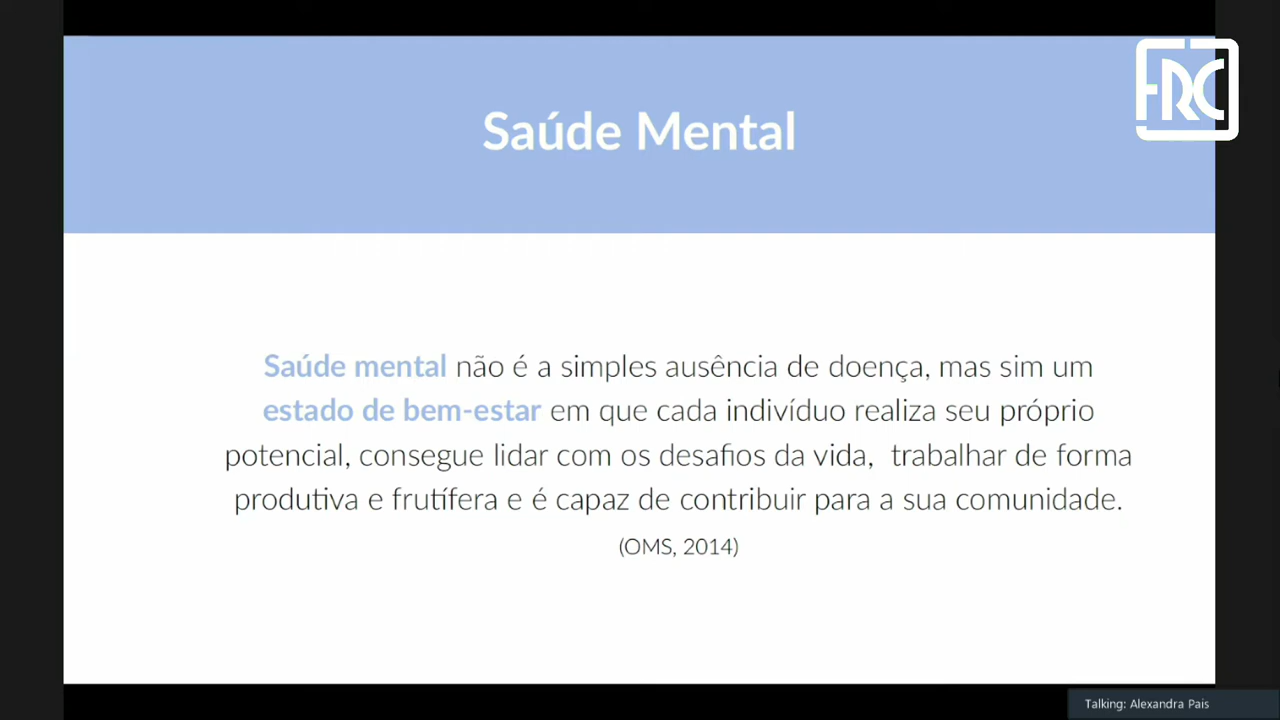 Saúde Mental
FRC
Saúde mental não é a simples ausência de doença, mas sim um
estado de bem-estar em que cada indivíduo realiza seu próprio
potencial, consegue lidar com os desafios da vida,  trabalhar de forma
produtiva e frutífera e é capaz de contribuir para a sua comunidade.
(OMS, 2014)
Talking: Alexandra Pais